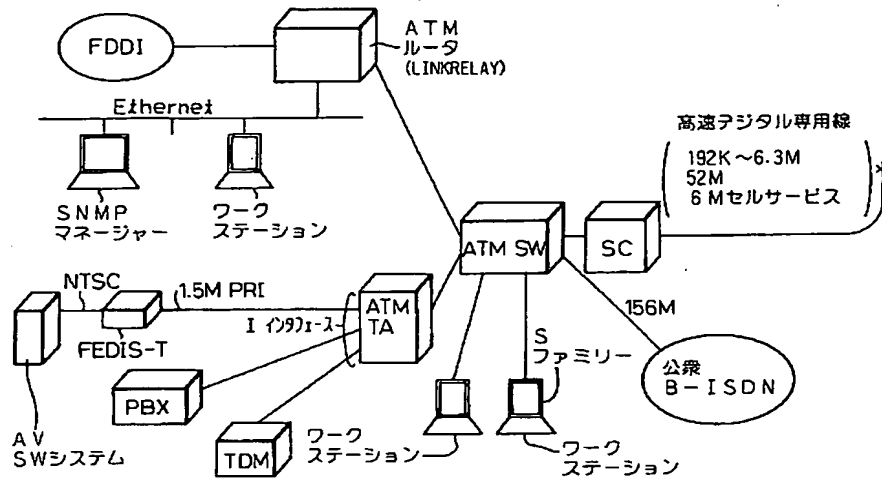 FDDI
ATM
ルータ
(LINKRELAY)
Ethernet
SNMP
マネージャー
ワーク
ステーション
高速デジタル専用線
192K～6.3M
52M
6Mセルサービス
*
ATM SW
SC
NTSC
1.5M PRI
I インタフェース
ATM
TA
FEDIS-T
156M
S
ファミリー
公衆
B-ISDN
PBX
AV
SWシステム
TDM
ワーク
ステーション
ワーク
ステーション